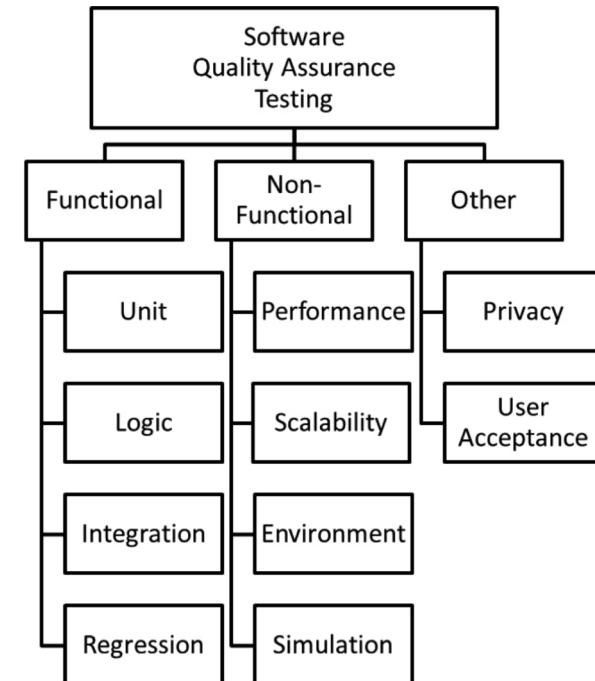 Software
Quality Assurance
Testing
Functional
Non-
Functional
Other
Unit
Performance
Privacy
Logic
Scalability
User
Acceptance
Integration
Environment
Regression
Simulation